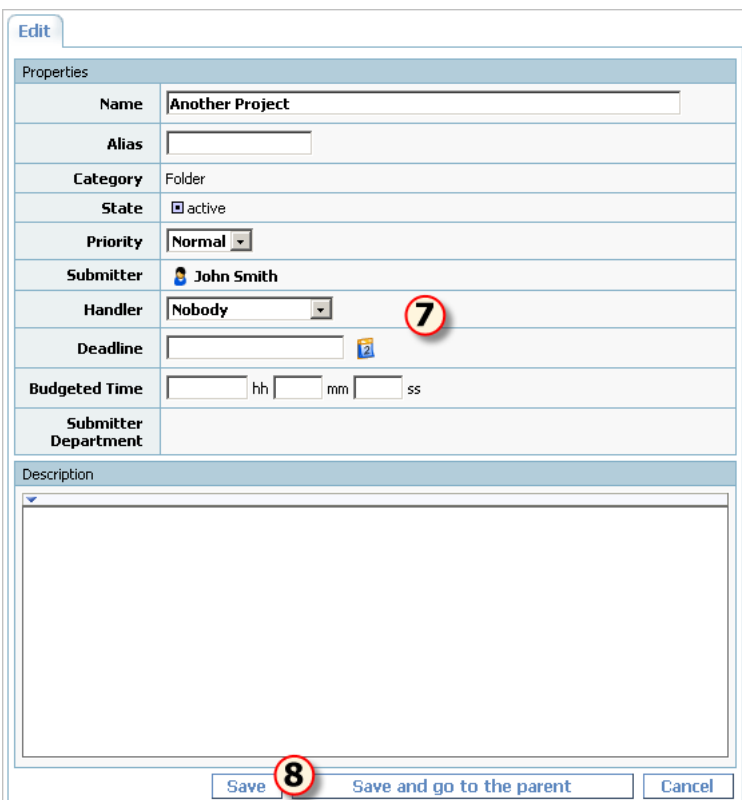 Edit
Properties
Name Another Project
Alias
Category Folder
State active
Priority Normal
Submitter John Smith
Handler Nobody 7
Deadline 2
Budgeted Time hh mm ss
Submitter
Department
Description
Save 8 Save and go to the parent Cancel